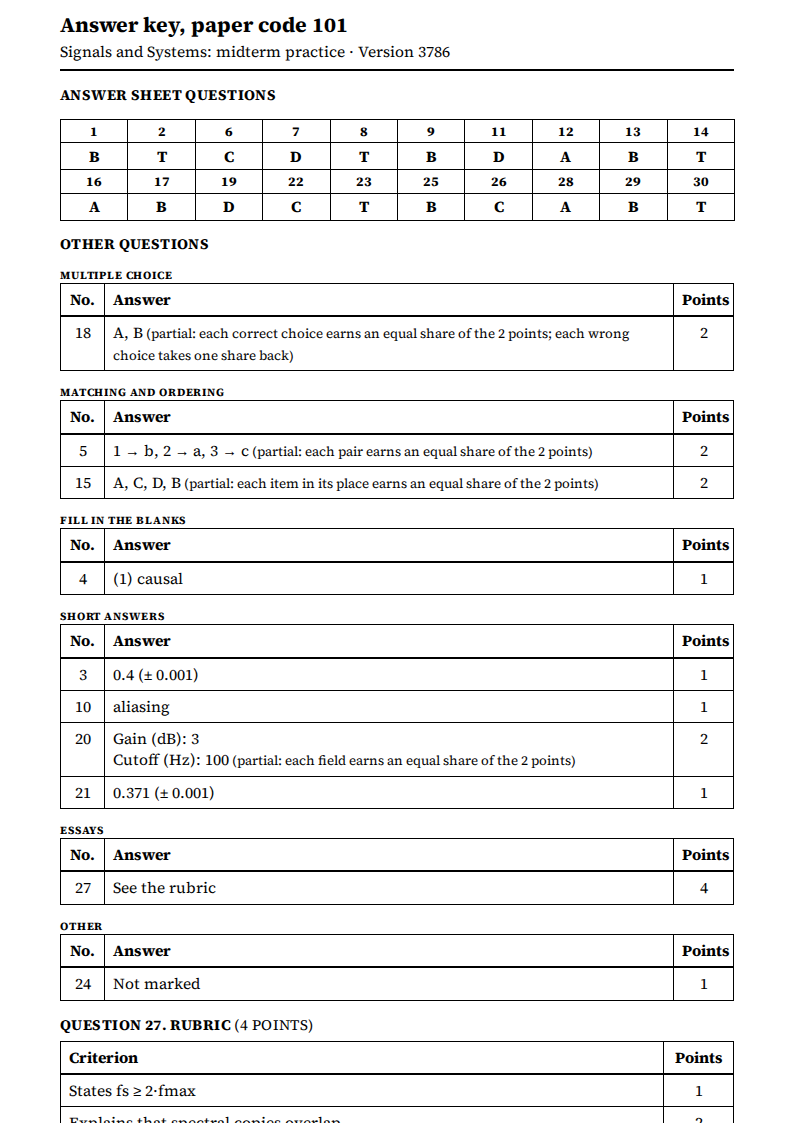 Answer key, paper code 101
Signals and Systems: midterm practice · Version 3786
ANSWER SHEET QUESTIONS
1 2 6 7 8 9 11 12 13 14
B T C D T B D A B T
16 17 19 22 23 25 26 28 29 30
A B D C T B C A B T
OTHER QUESTIONS
MULTIPLE CHOICE
No. Answer Points
18 A, B (partial: each correct choice earns an equal share of the 2 points; each wrong 2
choice takes one share back)
MATCHING AND ORDERING
No. Answer Points
5 1 → b, 2 → a, 3 → c (partial: each pair earns an equal share of the 2 points) 2
15 A, C, D, B (partial: each item in its place earns an equal share of the 2 points) 2
FILL IN THE BLANKS
No. Answer Points
4 (1) causal 1
SHORT ANSWERS
No. Answer Points
3 0.4 (± 0.001) 1
10 aliasing 1
20 Gain (dB): 3 2
Cutoff (Hz): 100 (partial: each field earns an equal share of the 2 points)
21 0.371 (± 0.001) 1
ESSAYS
No. Answer Points
27 See the rubric 4
OTHER
No. Answer Points
24 Not marked 1
QUESTION 27. RUBRIC (4 POINTS)
Criterion Points
States fs ≥ 2·fmax 1
Explains that spectral copies overlap 2